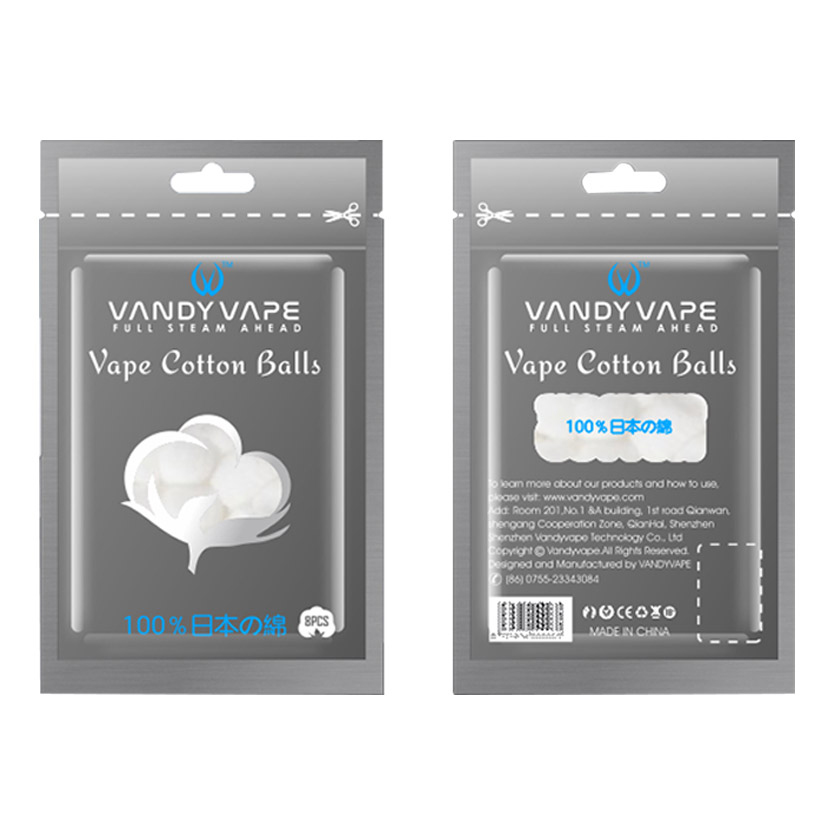 TM
VANDY VAPE
FULL STEAM AHEAD
Vape Cotton Balls
100%日本の綿
8PCS
TM
VANDY VAPE
FULL STEAM AHEAD
Vape Cotton Balls
100%日本の綿
To learn more about our products and how to use,
please visit: www.vandyvape.com
Add: Room 201,No.1 &A building, 1st road Qianwan,
shengang Cooperation Zone, QianHai, Shenzhen
Shenzhen Vandyvape Technology Co., Ltd
Copyright © Vandyvape.All Rights Reserved.
Designed and Manufactured by VANDYVAPE
(86) 0755-23343084
CE
MADE IN CHINA